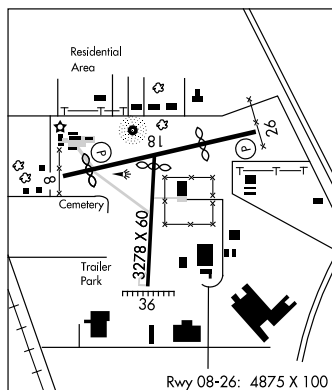 Residential
Area
P
18
P
26
8
Cemetery
3278 X 60
Trailer
Park
36
Rwy 08-26: 4875 X 100